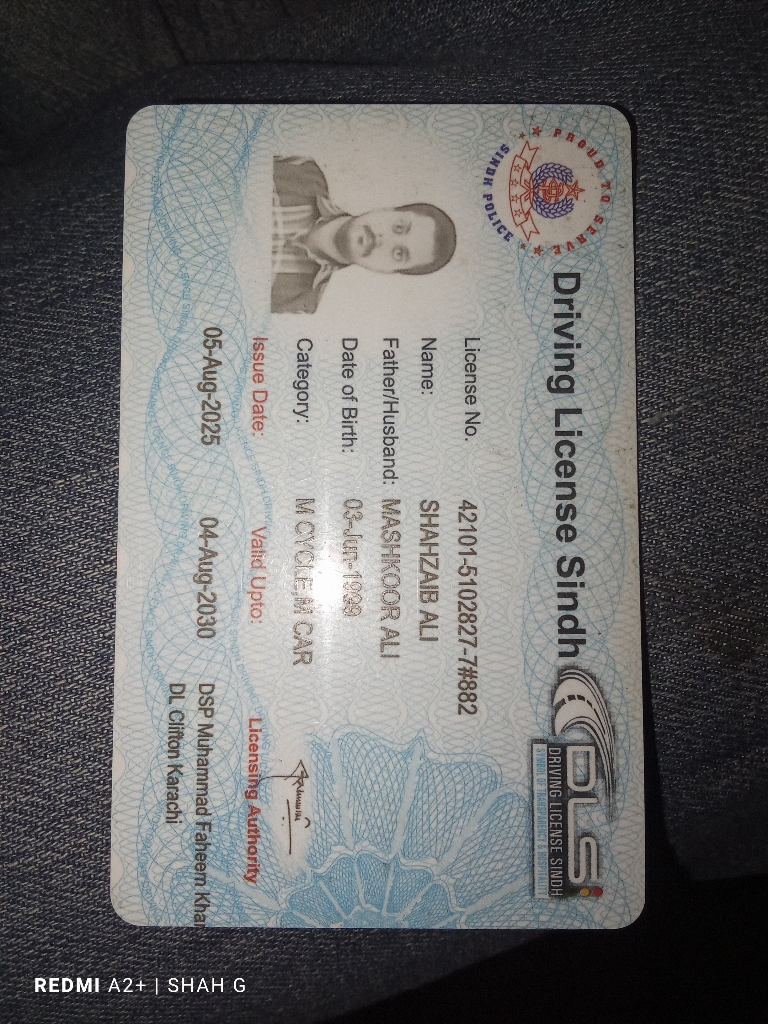 PROUD TO SERVE
SINDH POLICE
Driving License Sindh
DLS
DRIVING LICENSE SINDH
License No. 42101-5102827-7#882
Name: SHAHZAIB ALI
Father/Husband: MASHKOOR ALI
Date of Birth: 03-Jun-1999
Category: M CYCLE,M CAR
Issue Date: Valid Upto: Licensing Authority
05-Aug-2025 04-Aug-2030 DSP Muhammad Faheem Khan
DL Clifton Karachi
REDMI A2+ | SHAH G